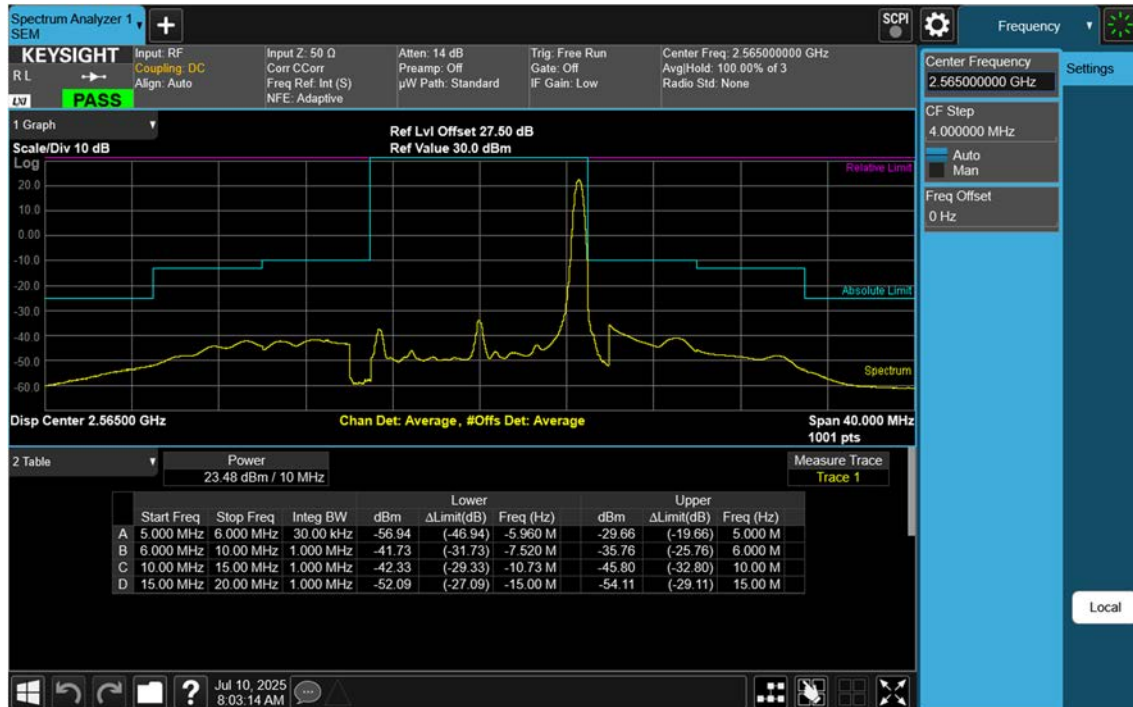 Spectrum Analyzer 1
SEM
SCPI
Frequency
KEYSIGHT
R L
LXI
PASS
Input: RF
Coupling: DC
Align: Auto
Input Z: 50 Ω
Corr CCorr
Freq Ref: Int (S)
NFE: Adaptive
Atten: 14 dB
Preamp: Off
µW Path: Standard
Trig: Free Run
Gate: Off
IF Gain: Low
Center Freq: 2.565000000 GHz
Avg|Hold: 100.00% of 3
Radio Std: None
Center Frequency
2.565000000 GHz
Settings
CF Step
4.000000 MHz
Auto
Man
Freq Offset
0 Hz
Local
1 Graph
Scale/Div 10 dB
Ref Lvl Offset 27.50 dB
Ref Value 30.0 dBm
Log
20.0
10.0
0.00
-10.0
-20.0
-30.0
-40.0
-50.0
-60.0
Relative Limit
Absolute Limit
Spectrum
Disp Center 2.56500 GHz
Chan Det: Average, #Offs Det: Average
Span 40.000 MHz
1001 pts
2 Table
Power
23.48 dBm / 10 MHz
Measure Trace
Trace 1
Lower Upper
Start Freq Stop Freq Integ BW dBm ΔLimit(dB) Freq (Hz) dBm ΔLimit(dB) Freq (Hz)
A 5.000 MHz 6.000 MHz 30.00 kHz -56.94 (-46.94) -5.960 M -29.66 (-19.66) 5.000 M
B 6.000 MHz 10.00 MHz 1.000 MHz -41.73 (-31.73) -7.520 M -35.76 (-25.76) 6.000 M
C 10.00 MHz 15.00 MHz 1.000 MHz -42.33 (-29.33) -10.73 M -45.80 (-32.80) 10.00 M
D 15.00 MHz 20.00 MHz 1.000 MHz -52.09 (-27.09) -15.00 M -54.11 (-29.11) 15.00 M
?
Jul 10, 2025
8:03:14 AM